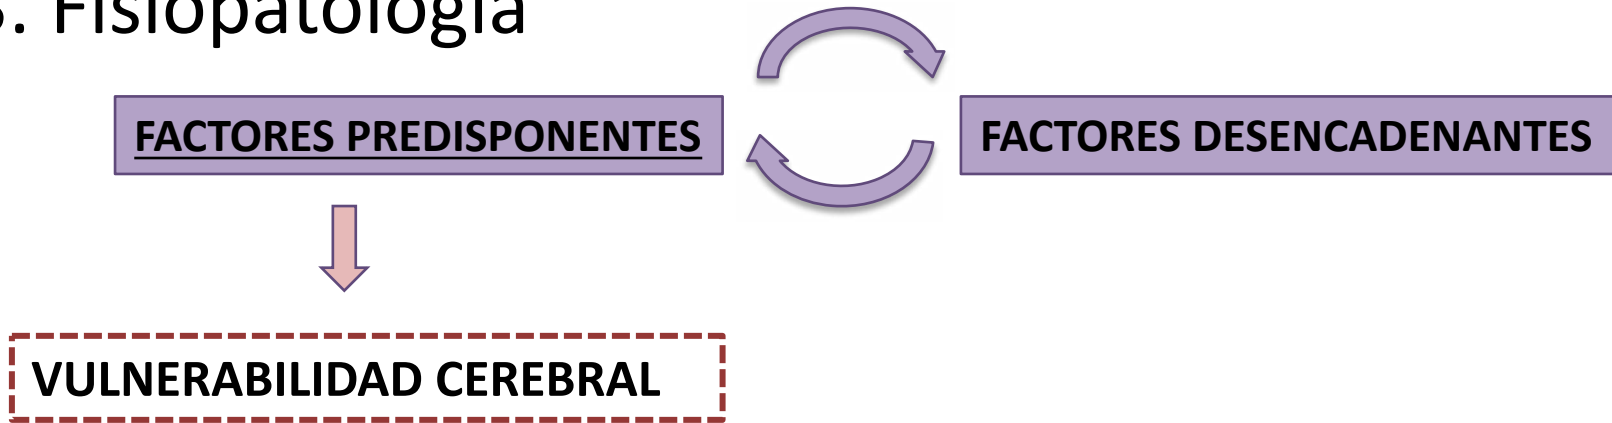 . Fisiopatología
FACTORES PREDISPONENTES
FACTORES DESENCADENANTES
VULNERABILIDAD CEREBRAL